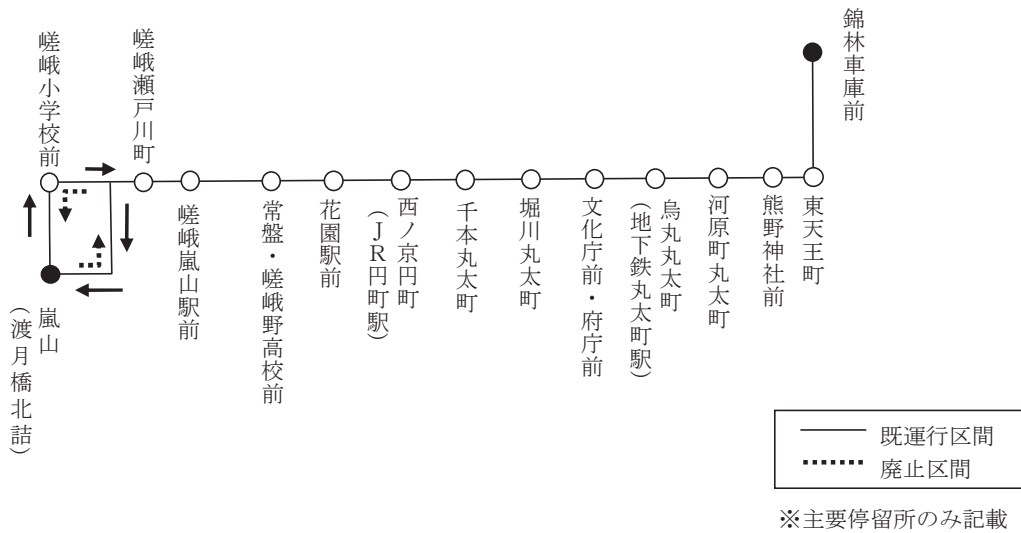 嵯峨小学校前
嵯峨瀬戸川町
錦林車庫前
嵯峨嵐山駅前
常盤・嵯峨野高校前
花園駅前
西ノ京円町
(JR円町駅)
千本丸太町
堀川丸太町
文化庁前・府庁前
烏丸丸太町
(地下鉄丸太町駅)
河原町丸太町
熊野神社前
東天王町
嵐山
(渡月橋北詰)
既運行区間
廃止区間
※主要停留所のみ記載